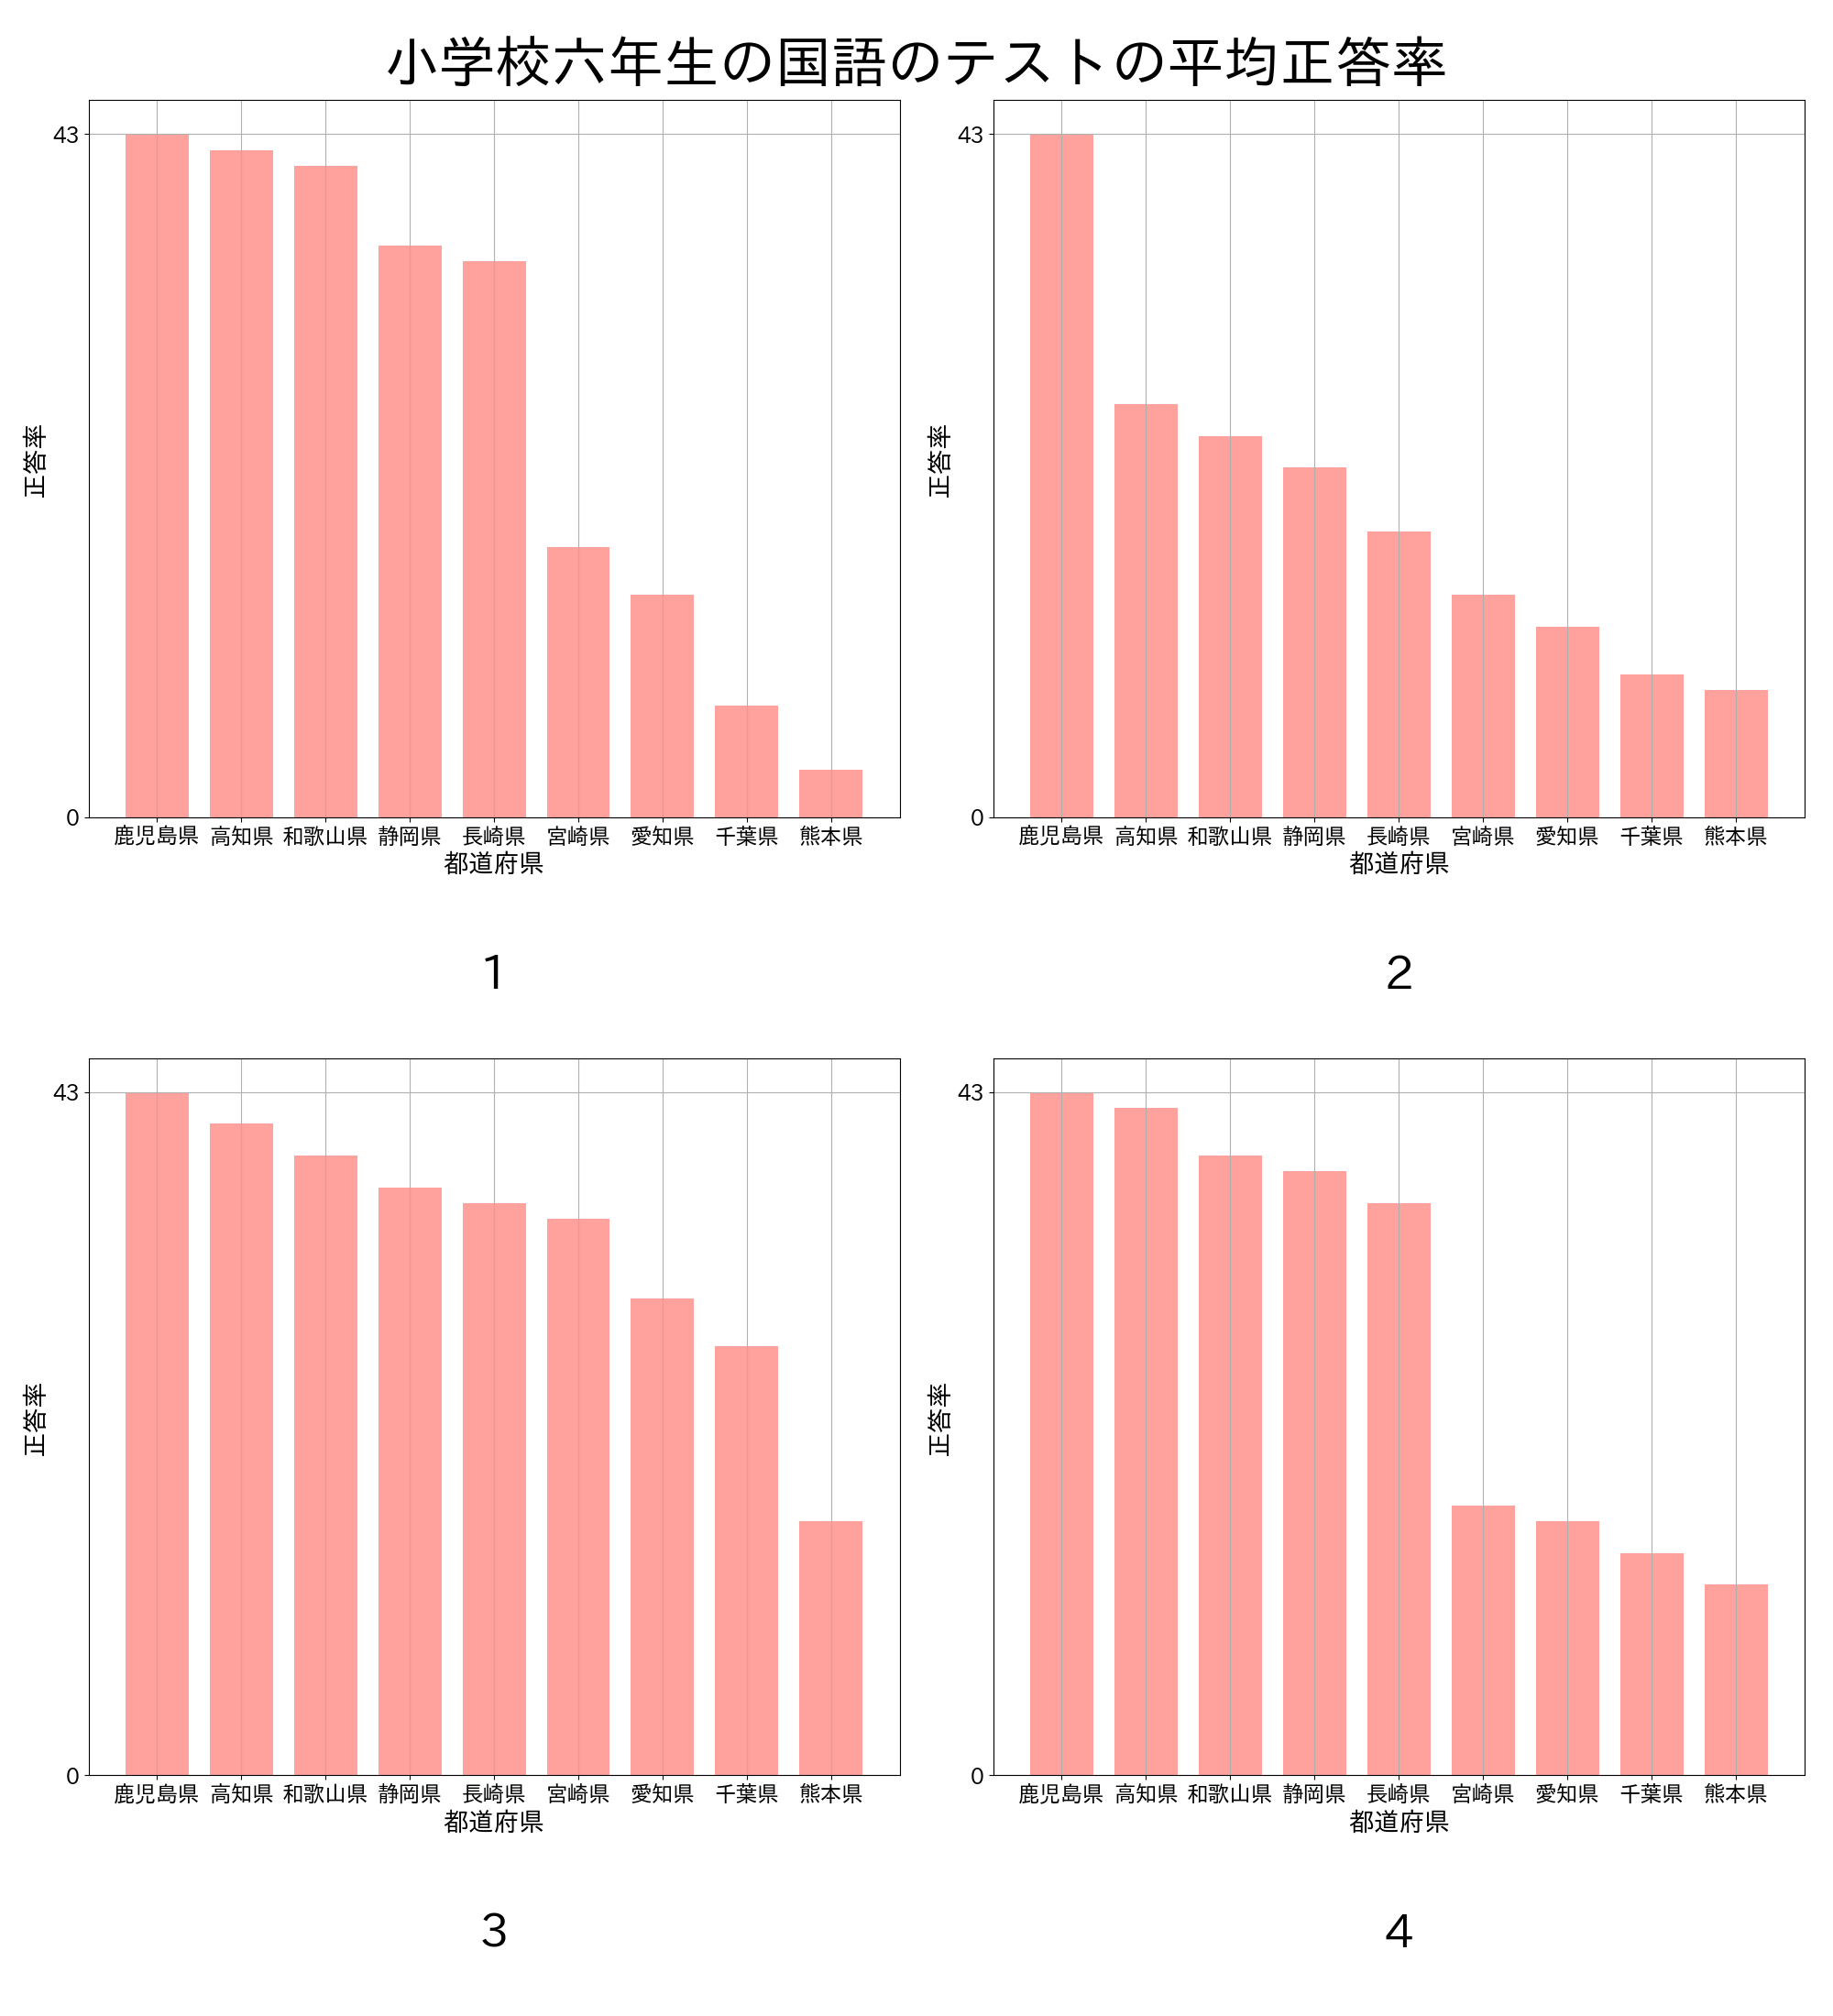 小学校六年生の国語のテストの平均正答率
43
0
正答率
鹿児島県 高知県 和歌山県 静岡県 長崎県 宮崎県 愛知県 千葉県 熊本県
都道府県
1
43
0
正答率
鹿児島県 高知県 和歌山県 静岡県 長崎県 宮崎県 愛知県 千葉県 熊本県
都道府県
2
43
0
正答率
鹿児島県 高知県 和歌山県 静岡県 長崎県 宮崎県 愛知県 千葉県 熊本県
都道府県
3
43
0
正答率
鹿児島県 高知県 和歌山県 静岡県 長崎県 宮崎県 愛知県 千葉県 熊本県
都道府県
4